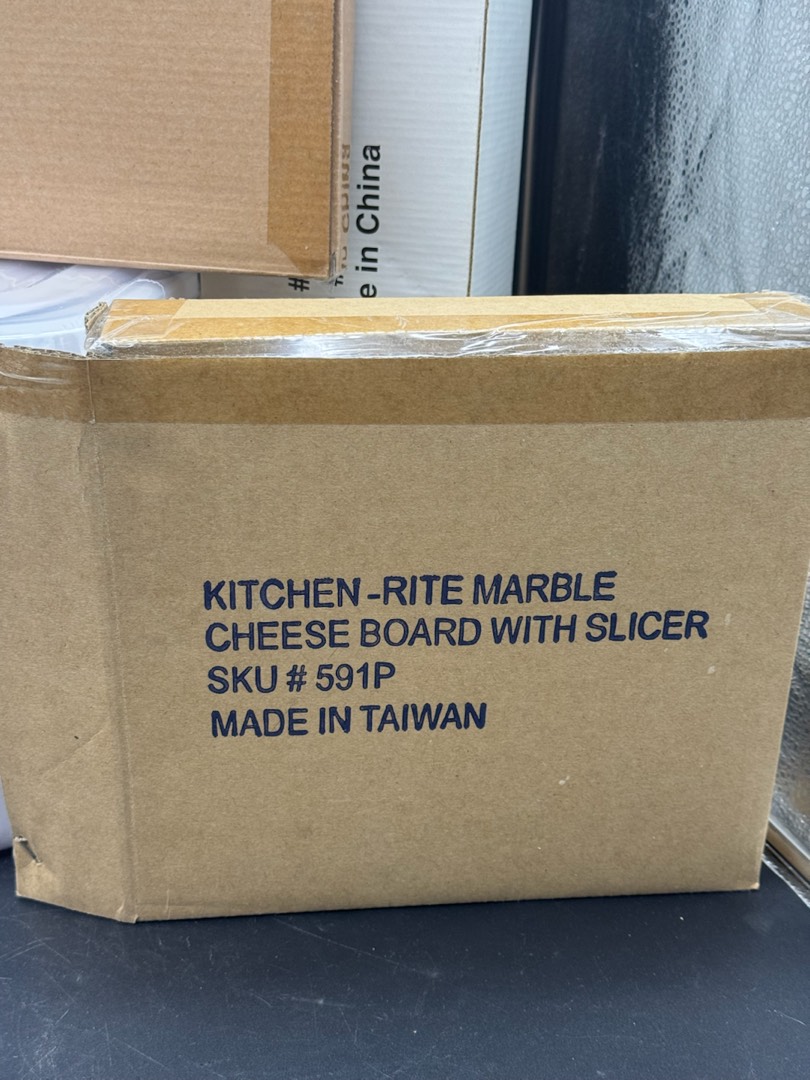 e in China
#
KITCHEN-RITE MARBLE
CHEESE BOARD WITH SLICER
SKU # 591P
MADE IN TAIWAN